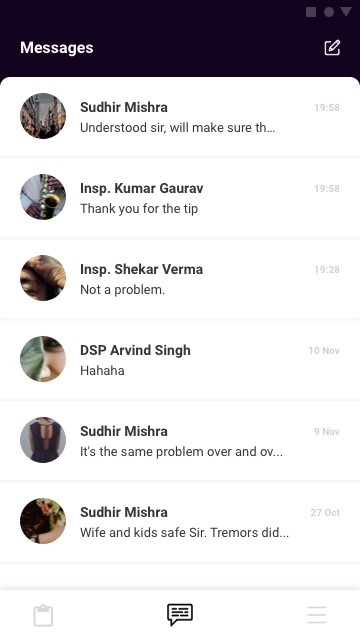 Messages
Sudhir Mishra 19:58
Understood sir, will make sure th...
Insp. Kumar Gaurav 19:58
Thank you for the tip
Insp. Shekar Verma 19:28
Not a problem.
DSP Arvind Singh 10 Nov
Hahaha
Sudhir Mishra 9 Nov
It's the same problem over and ov...
Sudhir Mishra 27 Oct
Wife and kids safe Sir. Tremors did...